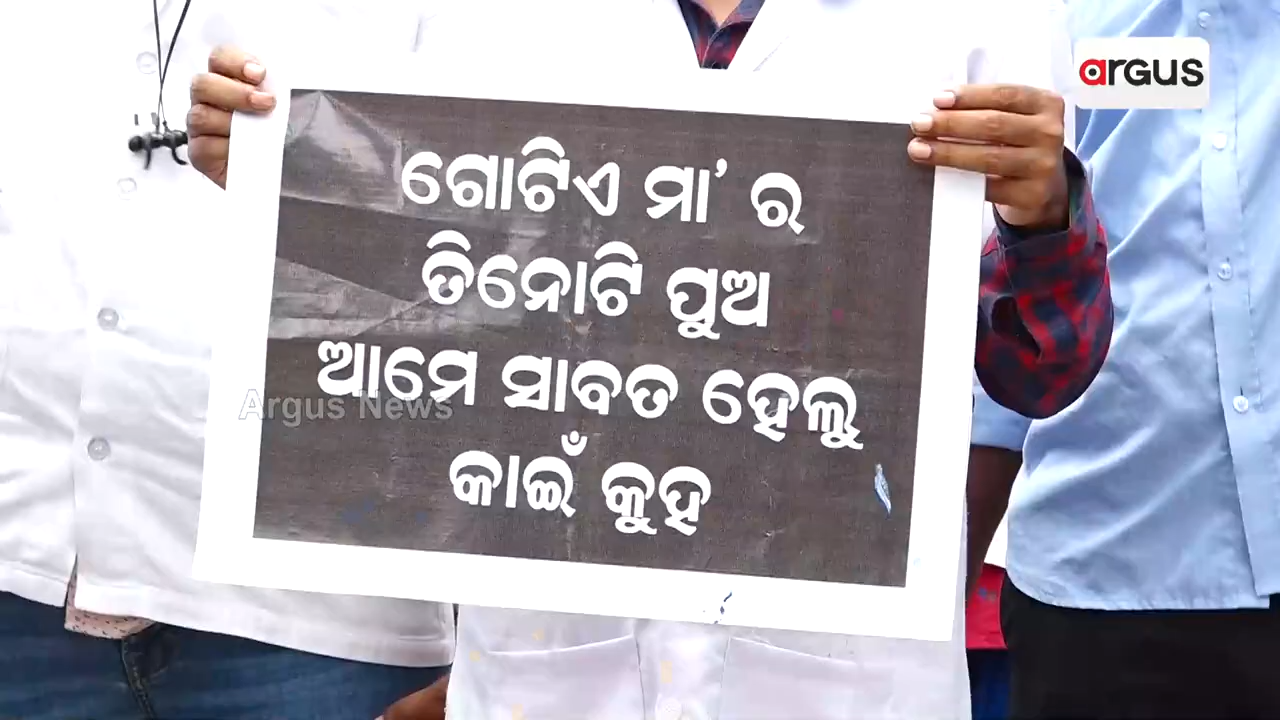 argus
ଗୋଟିଏ ମା' ର
ତିନୋଟି ପୁଅ
ଆମେ ସାବତ ହେଲୁ
କାଇଁ କୁହ
Argus News